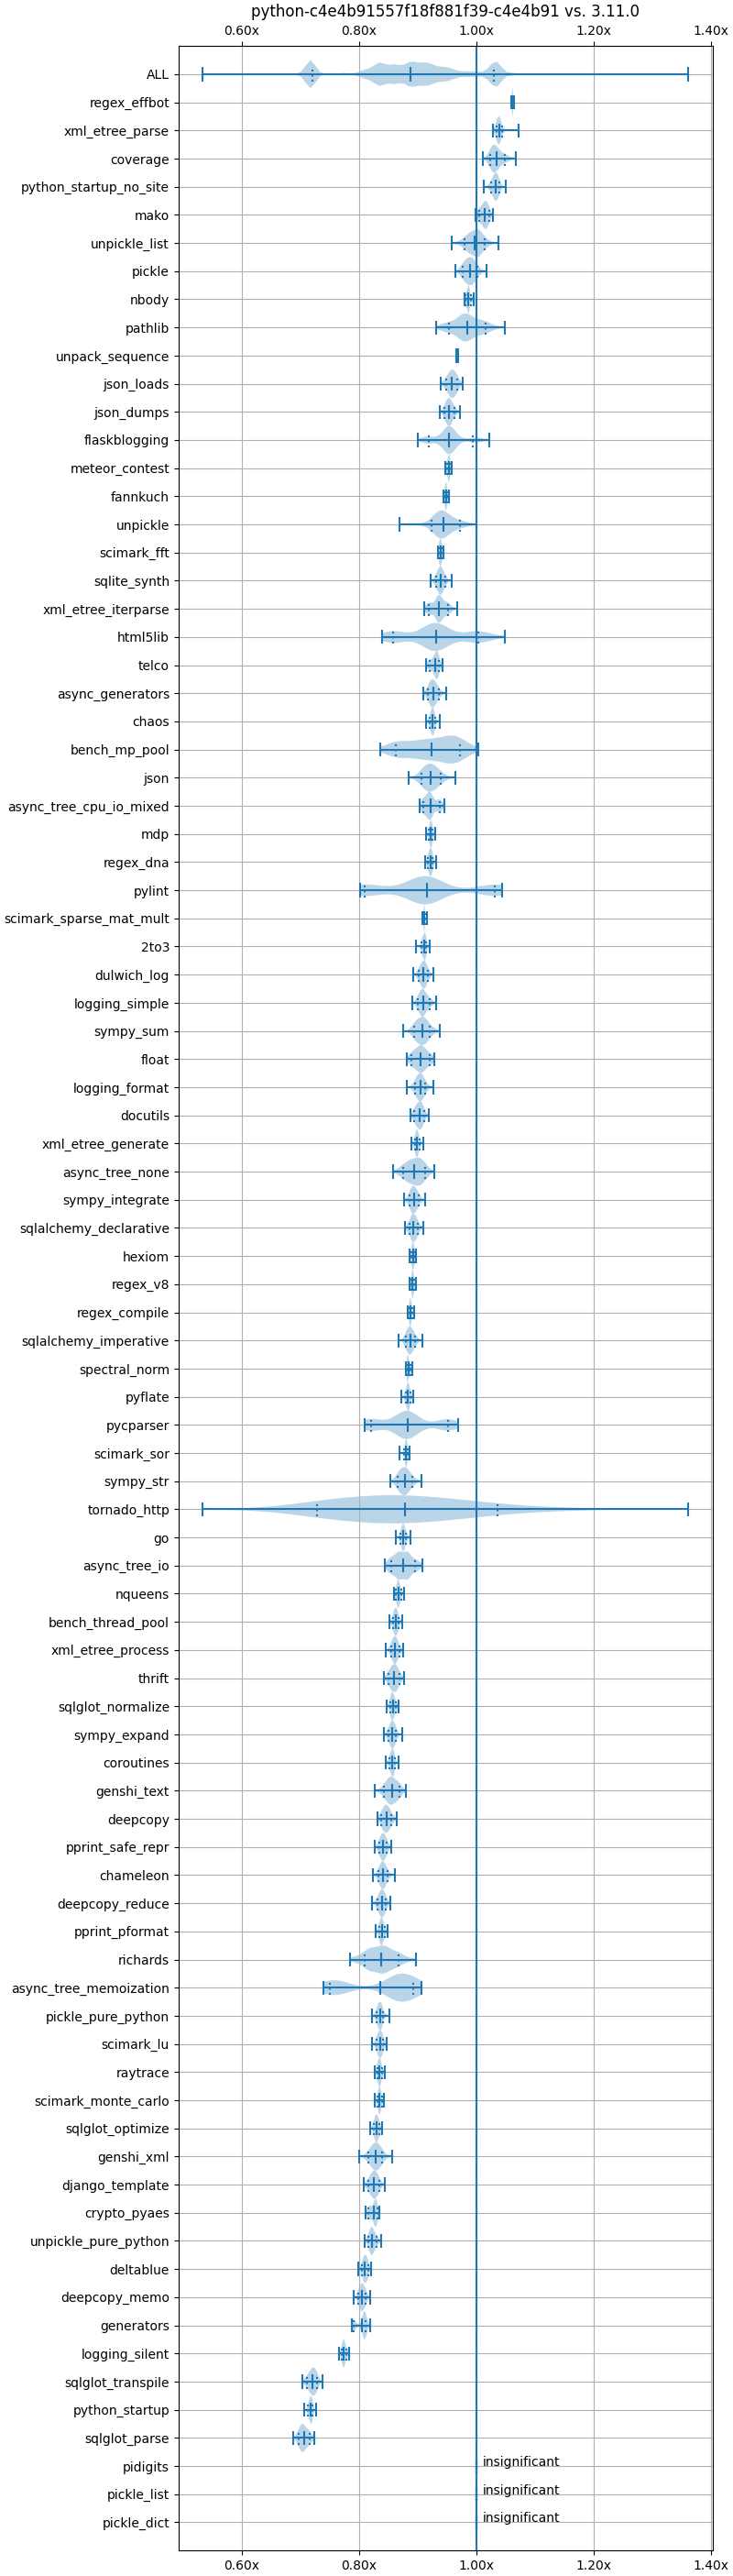 python-c4e4b91557f18f881f39-c4e4b91 vs. 3.11.0
0.60x 0.80x 1.00x 1.20x 1.40x
ALL
regex_effbot
xml_etree_parse
coverage
python_startup_no_site
mako
unpickle_list
pickle
nbody
pathlib
unpack_sequence
json_loads
json_dumps
flaskblogging
meteor_contest
fannkuch
unpickle
scimark_fft
sqlite_synth
xml_etree_iterparse
html5lib
telco
async_generators
chaos
bench_mp_pool
json
async_tree_cpu_io_mixed
mdp
regex_dna
pylint
scimark_sparse_mat_mult
2to3
dulwich_log
logging_simple
sympy_sum
float
logging_format
docutils
xml_etree_generate
async_tree_none
sympy_integrate
sqlalchemy_declarative
hexiom
regex_v8
regex_compile
sqlalchemy_imperative
spectral_norm
pyflate
pycparser
scimark_sor
sympy_str
tornado_http
go
async_tree_io
nqueens
bench_thread_pool
xml_etree_process
thrift
sqlglot_normalize
sympy_expand
coroutines
genshi_text
deepcopy
pprint_safe_repr
chameleon
deepcopy_reduce
pprint_pformat
richards
async_tree_memoization
pickle_pure_python
scimark_lu
raytrace
scimark_monte_carlo
sqlglot_optimize
genshi_xml
django_template
crypto_pyaes
unpickle_pure_python
deltablue
deepcopy_memo
generators
logging_silent
sqlglot_transpile
python_startup
sqlglot_parse
pidigits insignificant
pickle_list insignificant
pickle_dict insignificant
0.60x 0.80x 1.00x 1.20x 1.40x